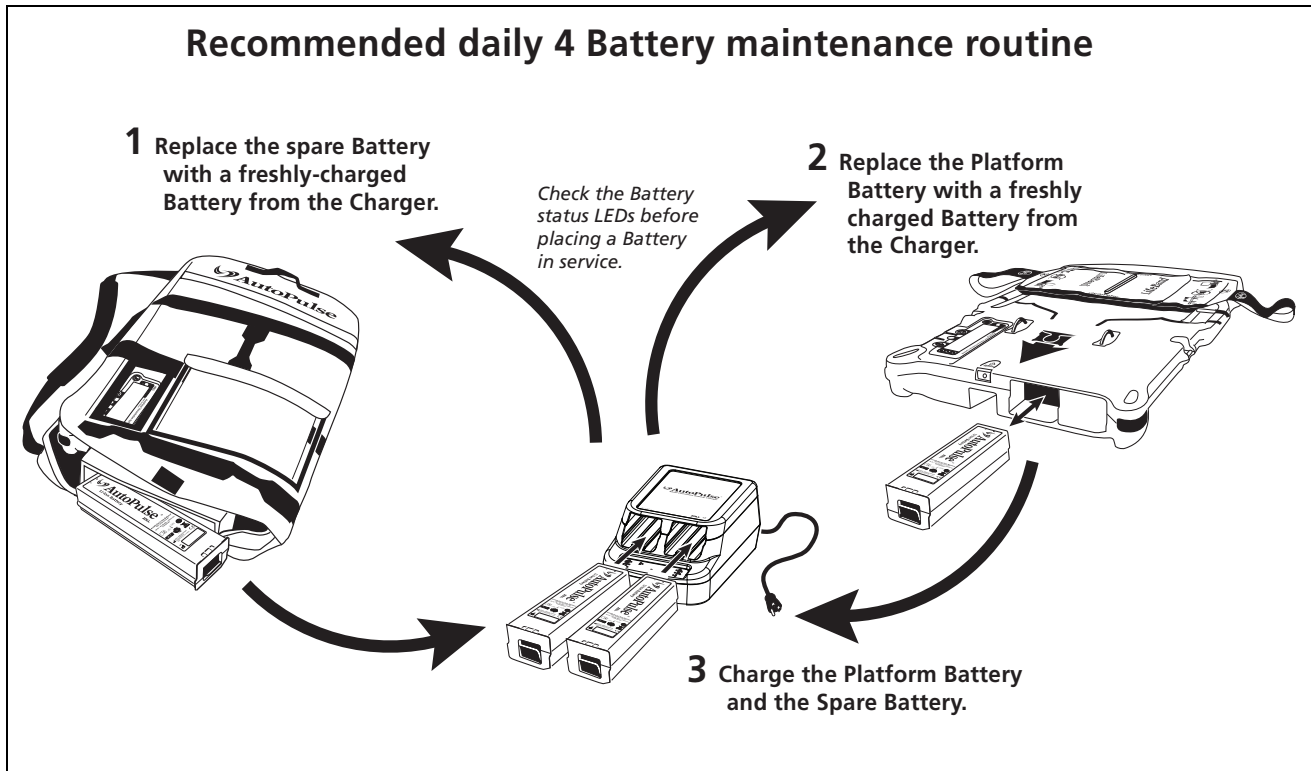 Recommended daily 4 Battery maintenance routine
1 Replace the spare Battery
with a freshly-charged
Battery from the Charger.
Check the Battery
status LEDs before
placing a Battery
in service.
2 Replace the Platform
Battery with a freshly
charged Battery from
the Charger.
AutoPulse
AutoPulse
AutoPulse
AutoPulse
AutoPulse
AutoPulse
3 Charge the Platform Battery
and the Spare Battery.